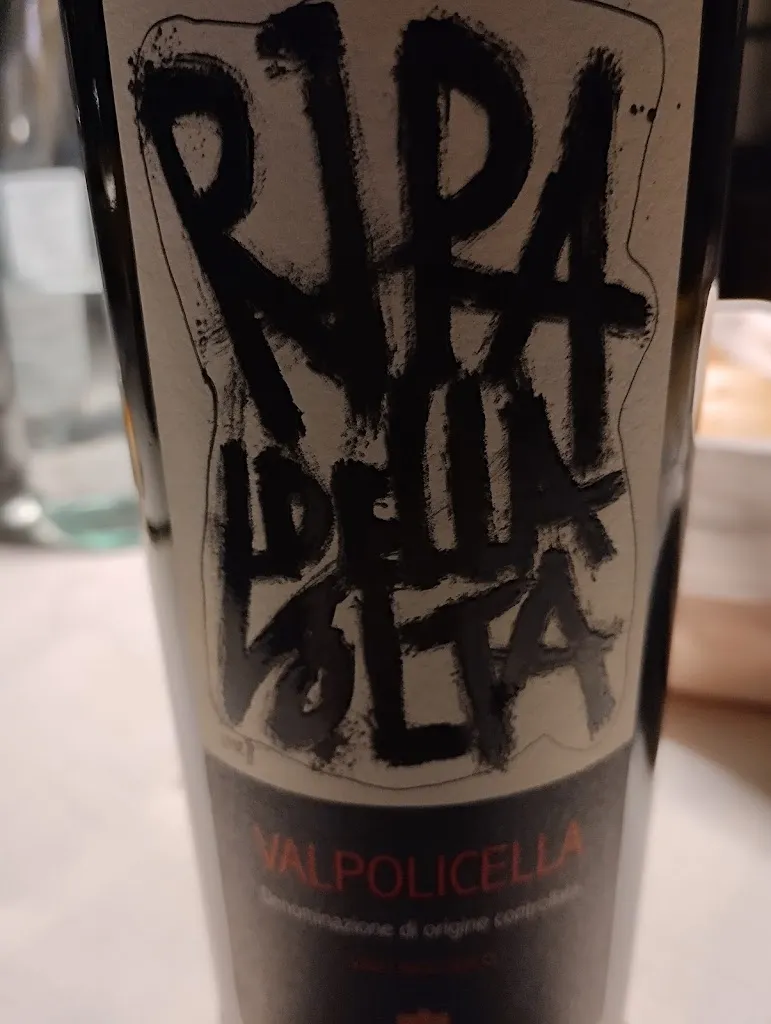 RIPA
DELLA
VOLTA
VALPOLICELLA
Denominazione di origine controllata